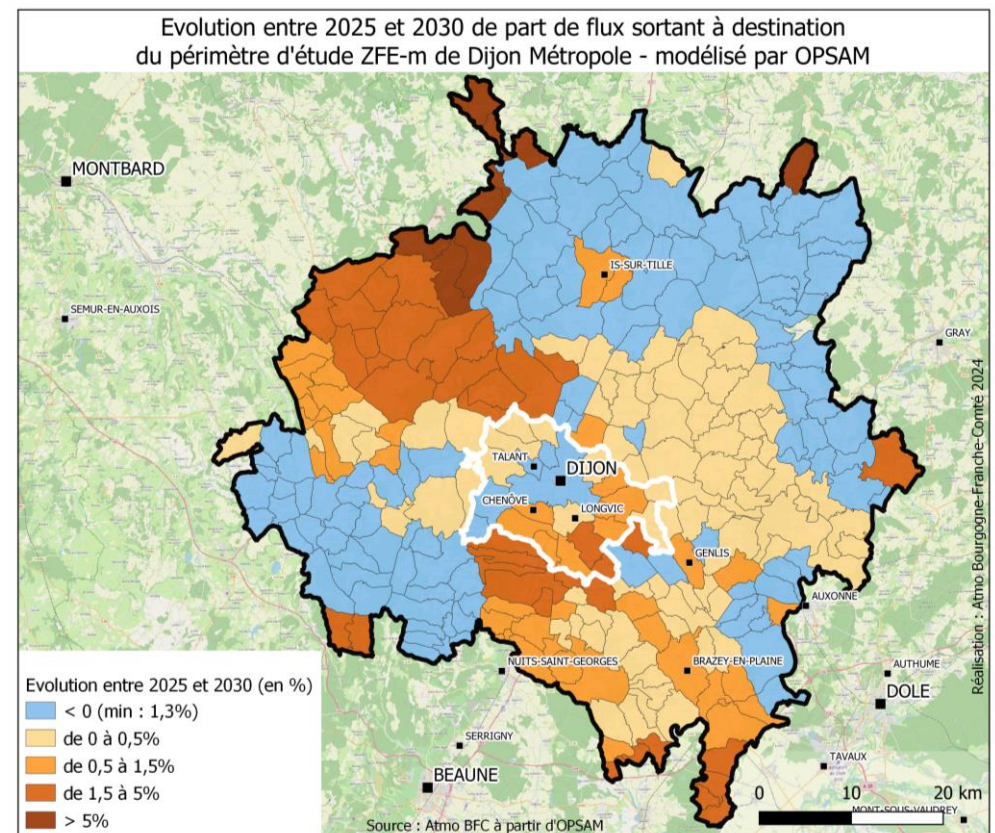 Evolution entre 2025 et 2030 de part de flux sortant à destination
du périmètre d'étude ZFE-m de Dijon Métropole - modélisé par OPSAM
MONTBARD
IS-SUR-TILLE
SEMUR-EN-AUXOIS
GRAY
TALANT
DIJON
CHENÔVE
LONGVIC
GENLIS
AUXONNE
NUITS-SAINT-GEORGES
BRAZEY-EN-PLAINE
AUTHUME
DOLE
SERRIGNY
TAVAUX
BEAUNE
MONT-SOUS-VAUDREY
Evolution entre 2025 et 2030 (en %)
< 0 (min : 1,3%)
de 0 à 0,5%
de 0,5 à 1,5%
de 1,5 à 5%
> 5%
0 10 20 km
Source : Atmo BFC à partir d'OPSAM
Réalisation : Atmo Bourgogne-Franche-Comté 2024